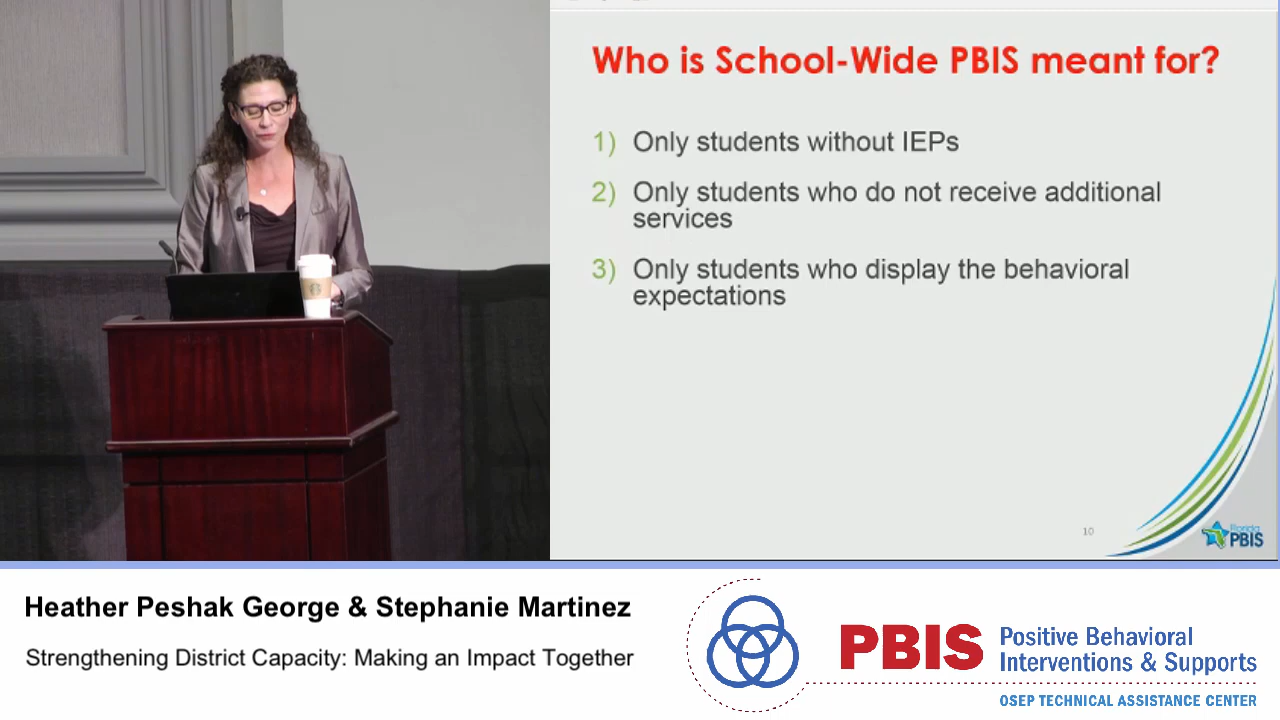 Who is School-Wide PBIS meant for?
1) Only students without IEPs
2) Only students who do not receive additional
services
3) Only students who display the behavioral
expectations
10
Florida
PBIS
Heather Peshak George & Stephanie Martinez
Strengthening District Capacity: Making an Impact Together
PBIS
Positive Behavioral
Interventions & Supports
OSEP TECHNICAL ASSISTANCE CENTER